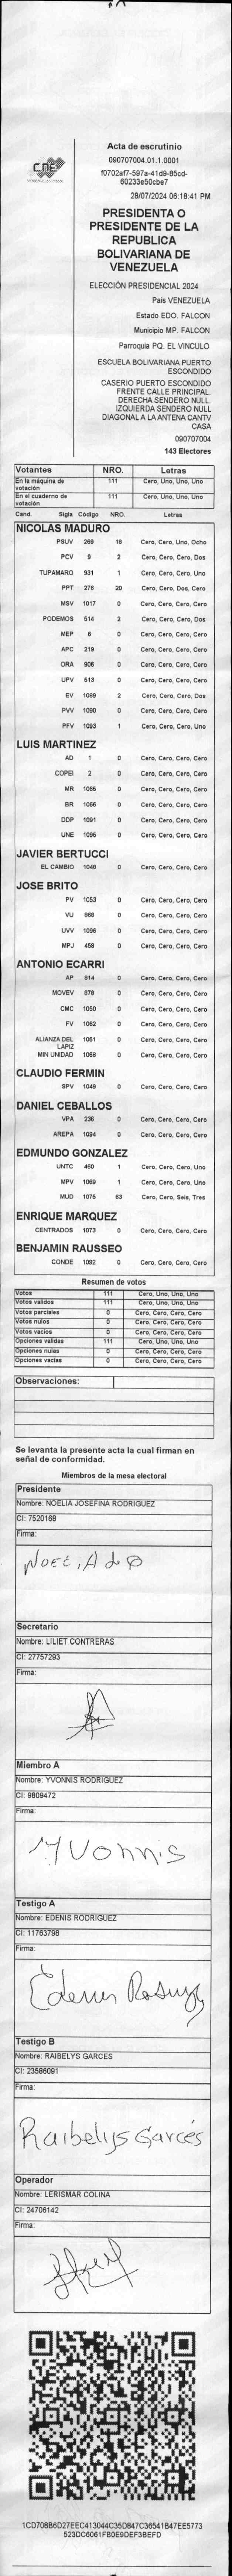 CNE
Acta de escrutinio
090707004.01.1.0001
f0702af7-597a-41d9-85cd-
60233e50cbe7
28/07/2024 06:18:41 PM
PRESIDENTA O
PRESIDENTE DE LA
REPUBLICA
BOLIVARIANA DE
VENEZUELA
ELECCIÓN PRESIDENCIAL 2024
País VENEZUELA
Estado EDO. FALCON
Municipio MP. FALCON
Parroquia PQ. EL VINCULO
ESCUELA BOLIVARIANA PUERTO
ESCONDIDO
CASERIO PUERTO ESCONDIDO
FRENTE CALLE PRINCIPAL.
DERECHA SENDERO NULL.
IZQUIERDA SENDERO NULL
DIAGONAL A LA ANTENA CANTV
CASA
090707004
143 Electores
Votantes NRO. Letras
En la máquina de votación 111 Cero, Uno, Uno, Uno
En el cuaderno de votación 111 Cero, Uno, Uno, Uno
Cand. Sigla Código NRO. Letras
NICOLAS MADURO
PSUV 269 18 Cero, Cero, Uno, Ocho
PCV 8 2 Cero, Cero, Cero, Dos
TUPAMARO 931 1 Cero, Cero, Cero, Uno
PPT 276 20 Cero, Cero, Dos, Cero
MSV 1017 0 Cero, Cero, Cero, Cero
PODEMOS 514 2 Cero, Cero, Cero, Dos
MEP 6 0 Cero, Cero, Cero, Cero
APC 219 0 Cero, Cero, Cero, Cero
ORA 906 0 Cero, Cero, Cero, Cero
UPV 513 0 Cero, Cero, Cero, Cero
EV 1089 2 Cero, Cero, Cero, Dos
PVV 1090 0 Cero, Cero, Cero, Cero
PFV 1093 1 Cero, Cero, Cero, Uno
LUIS MARTINEZ
AD 1 0 Cero, Cero, Cero, Cero
COPEI 2 0 Cero, Cero, Cero, Cero
MR 1065 0 Cero, Cero, Cero, Cero
BR 1066 0 Cero, Cero, Cero, Cero
DDP 1091 0 Cero, Cero, Cero, Cero
UNE 1095 0 Cero, Cero, Cero, Cero
JAVIER BERTUCCI
EL CAMBIO 1048 0 Cero, Cero, Cero, Cero
JOSE BRITO
PV 1053 0 Cero, Cero, Cero, Cero
VU 868 0 Cero, Cero, Cero, Cero
UVV 1096 0 Cero, Cero, Cero, Cero
MPJ 458 0 Cero, Cero, Cero, Cero
ANTONIO ECARRI
AP 814 0 Cero, Cero, Cero, Cero
MOVEV 878 0 Cero, Cero, Cero, Cero
CMC 1050 0 Cero, Cero, Cero, Cero
FV 1062 0 Cero, Cero, Cero, Cero
ALIANZA DEL LAPIZ 1061 0 Cero, Cero, Cero, Cero
MIN UNIDAD 1068 0 Cero, Cero, Cero, Cero
CLAUDIO FERMIN
SPV 1049 0 Cero, Cero, Cero, Cero
DANIEL CEBALLOS
VPA 236 0 Cero, Cero, Cero, Cero
AREPA 1094 0 Cero, Cero, Cero, Cero
EDMUNDO GONZALEZ
UNTC 460 1 Cero, Cero, Cero, Uno
MPV 1069 1 Cero, Cero, Cero, Uno
MUD 1075 63 Cero, Cero, Seis, Tres
ENRIQUE MARQUEZ
CENTRADOS 1073 0 Cero, Cero, Cero, Cero
BENJAMIN RAUSSEO
CONDE 1092 0 Cero, Cero, Cero, Cero
Resumen de votos
Votos 111 Cero, Uno, Uno, Uno
Votos validos 111 Cero, Uno, Uno, Uno
Votos parciales 0 Cero, Cero, Cero, Cero
Votos nulos 0 Cero, Cero, Cero, Cero
Votos vacios 0 Cero, Cero, Cero, Cero
Opciones validas 111 Cero, Uno, Uno, Uno
Opciones nulas 0 Cero, Cero, Cero, Cero
Opciones vacias 0 Cero, Cero, Cero, Cero
Observaciones:
Se levanta la presente acta la cual firman en
señal de conformidad.
Miembros de la mesa electoral
Presidente
Nombre: NOELIA JOSEFINA RODRIGUEZ
CI: 7520168
Firma:
Secretario
Nombre: LILIET CONTRERAS
CI: 27757293
Firma:
Miembro A
Nombre: YVONNIS RODRIGUEZ
CI: 9809472
Firma:
Yvonnis
Testigo A
Nombre: EDENIS RODRIGUEZ
CI: 11763798
Firma:
Testigo B
Nombre: RAIBELYS GARCES
CI: 23586091
Firma:
Raibelys Garcés
Operador
Nombre: LERISMAR COLINA
CI: 24706142
Firma:
1CD708B6D27EEC413044C35D847C36541B47EE5773
523DC6061FB0E9DEF3BEFD